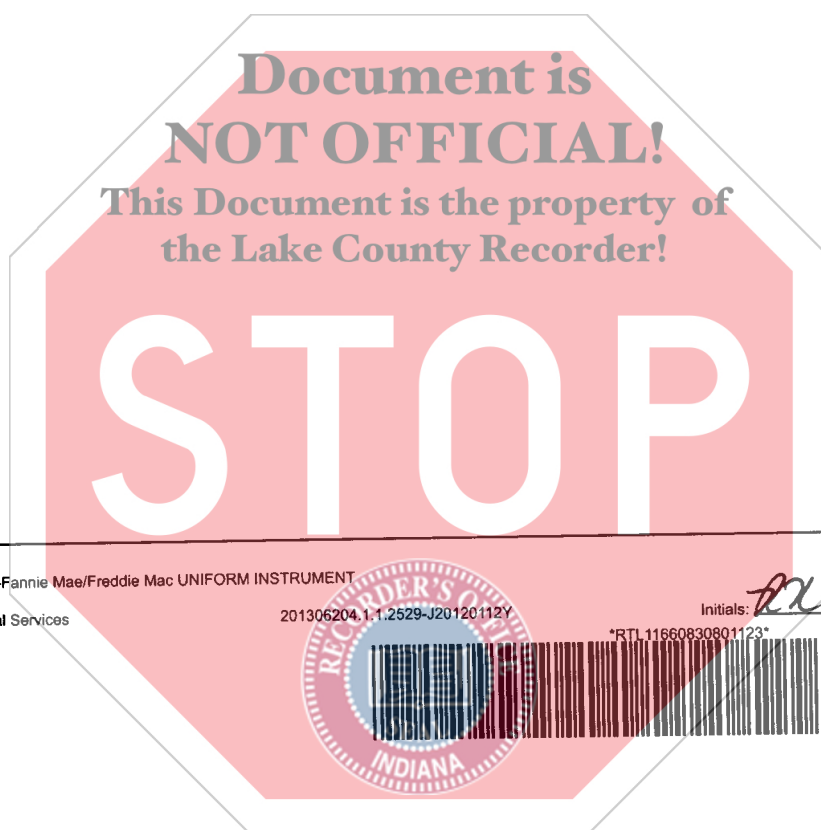 Document is
NOT OFFICIAL!
This Document is the property of
the Lake County Recorder!
STOP
-Fannie Mae/Freddie Mac UNIFORM INSTRUMENT
l Services
201306204.1.1.2529-J20120112Y
Initials:
*RTL11660830801123*
RECORDER'S OFFICE
SEAL
INDIANA